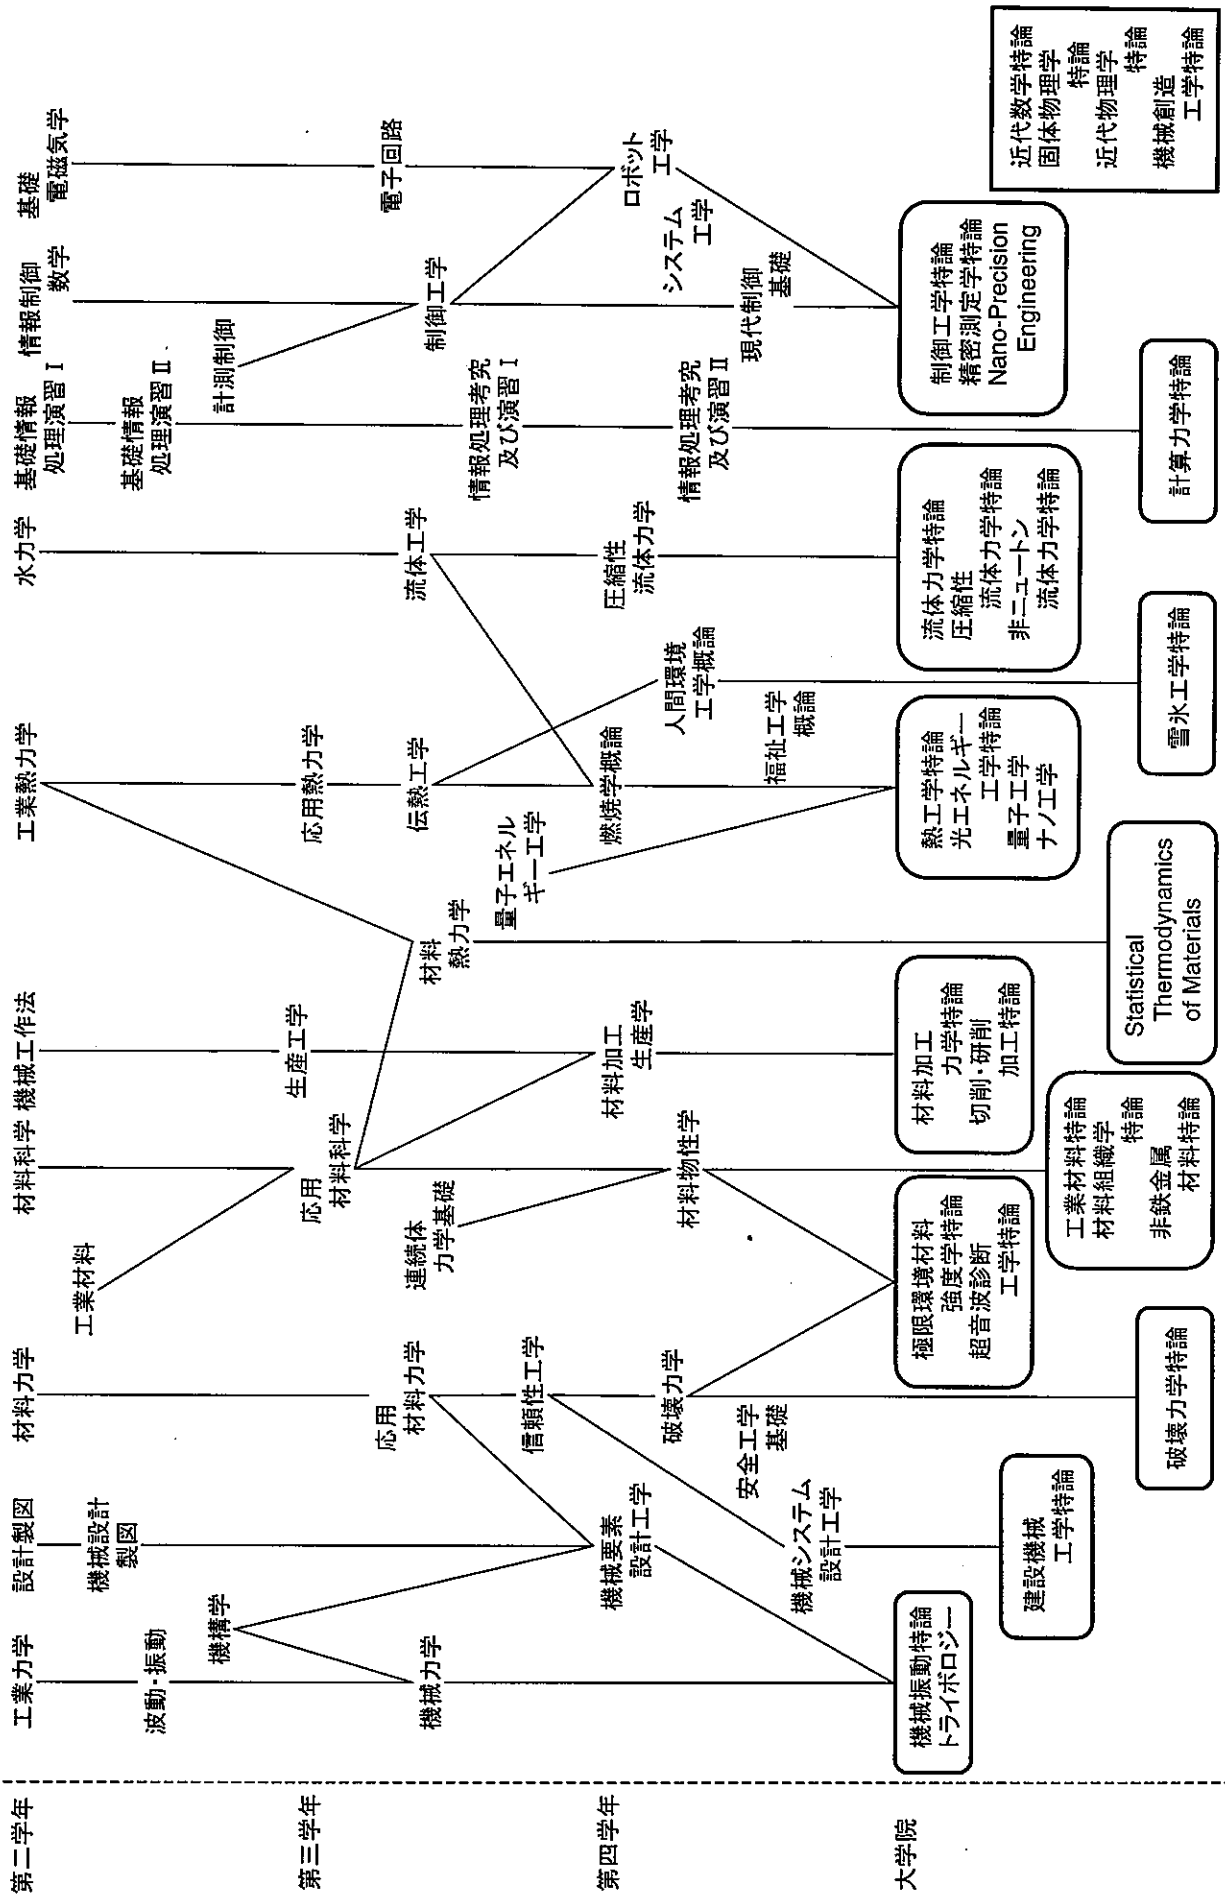 第二学年
工業力学
設計製図
材料力学
材料科学
機械工作法
工業熱力学
水力学
基礎情報
処理演習Ⅰ
情報制御
数学
基礎
電磁気学
工業材料
機械設計
製図
基礎情報
処理演習Ⅱ
波動・振動
機構学
計測制御
第三学年
生産工学
応用
材料科学
応用熱力学
応用
材料力学
電子回路
機械力学
連続体
力学基礎
材料
熱力学
伝熱工学
流体工学
制御工学
量子エネル
ギー工学
情報処理考究
及び演習Ⅰ
信頼性工学
第四学年
機械要素
設計工学
材料加工
生産学
燃焼学概論
圧縮性
流体力学
ロボット
工学
破壊力学
材料物性学
人間環境
工学概論
情報処理考究
及び演習Ⅱ
システム
工学
安全工学
基礎
福祉工学
概論
現代制御
基礎
機械システム
設計工学
大学院
機械振動特論
トライボロジー
極限環境材料
強度学特論
超音波診断
工学特論
材料加工
力学特論
切削・研削
加工特論
熱工学特論
光エネルギー
工学特論
量子工学
ナノ工学
流体力学特論
圧縮性
流体力学特論
非ニュートン
流体力学特論
制御工学特論
精密測定学特論
Nano-Precision
Engineering
近代数学特論
固体物理学
特論
近代物理学
特論
機械創造
工学特論
建設機械
工学特論
工業材料特論
材料組織学
特論
非鉄金属
材料特論
Statistical
Thermodynamics
of Materials
破壊力学特論
雪氷工学特論
計算力学特論